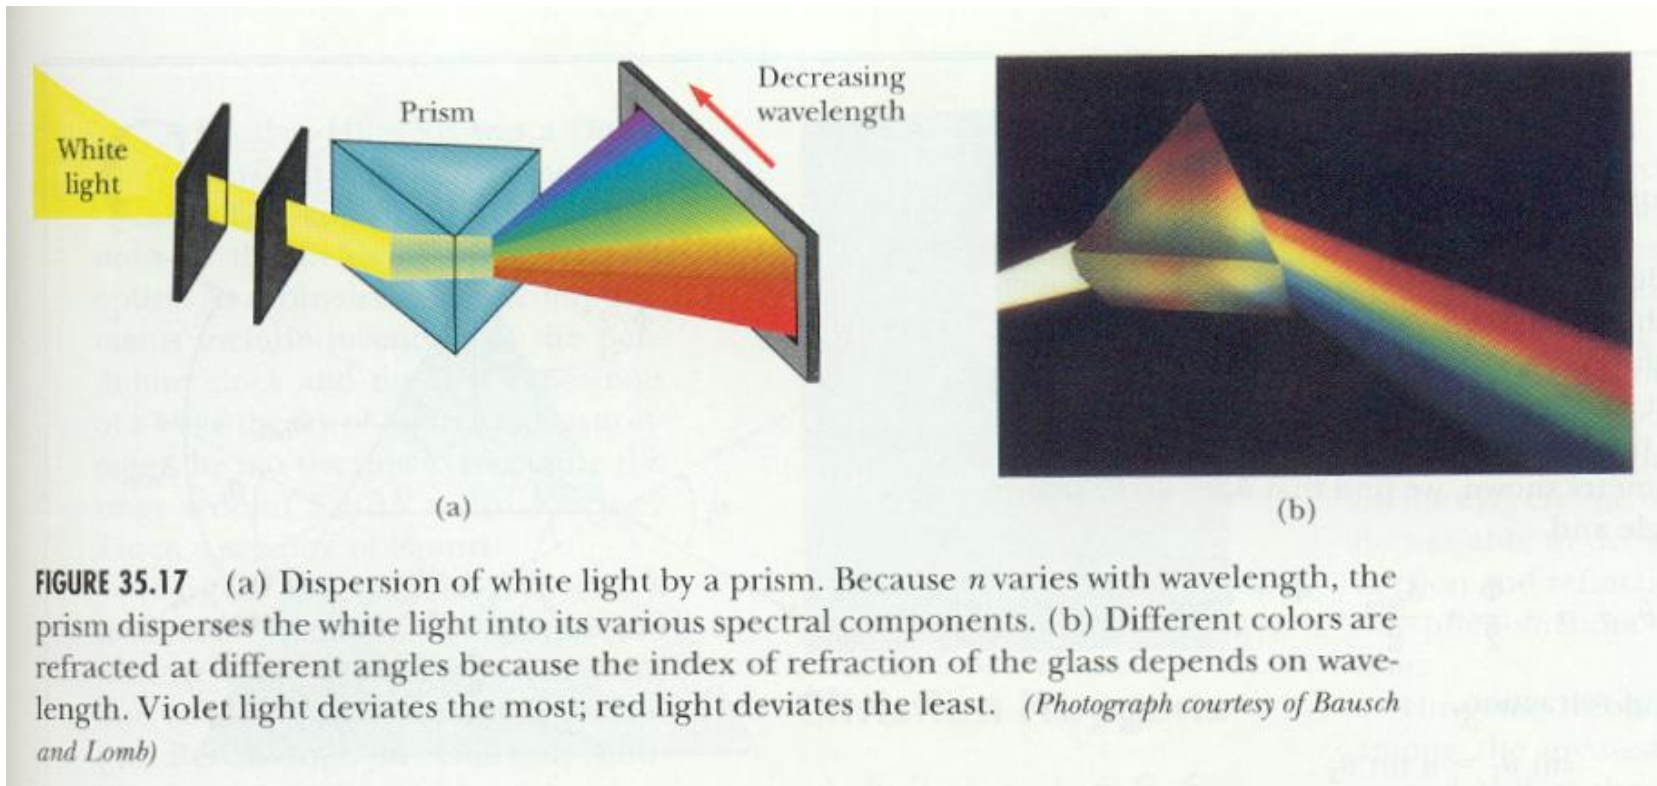 White
light
Prism
Decreasing
wavelength
(a)
(b)
FIGURE 35.17 (a) Dispersion of white light by a prism. Because n varies with wavelength, the
prism disperses the white light into its various spectral components. (b) Different colors are
refracted at different angles because the index of refraction of the glass depends on wave-
length. Violet light deviates the most; red light deviates the least. (Photograph courtesy of Bausch
and Lomb)